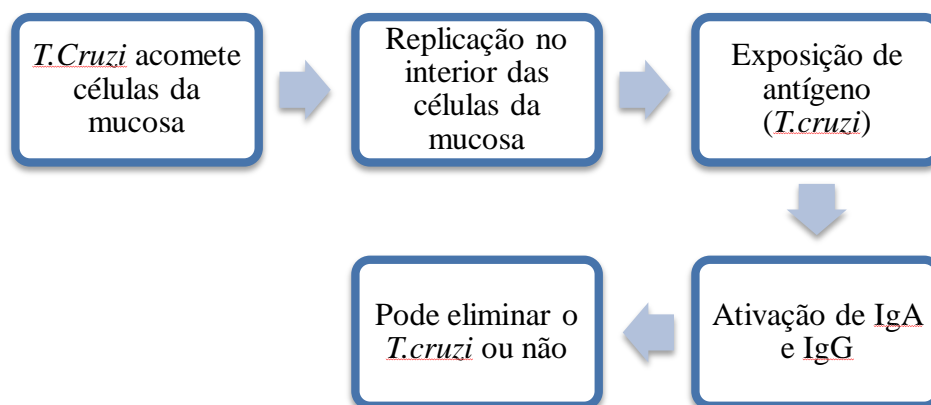 T.Cruzi acomete
células da
mucosa
Replicação no
interior das
células da
mucosa
Exposição de
antígeno
(T.cruzi)
Ativação de IgA
e IgG
Pode eliminar o
T.cruzi ou não